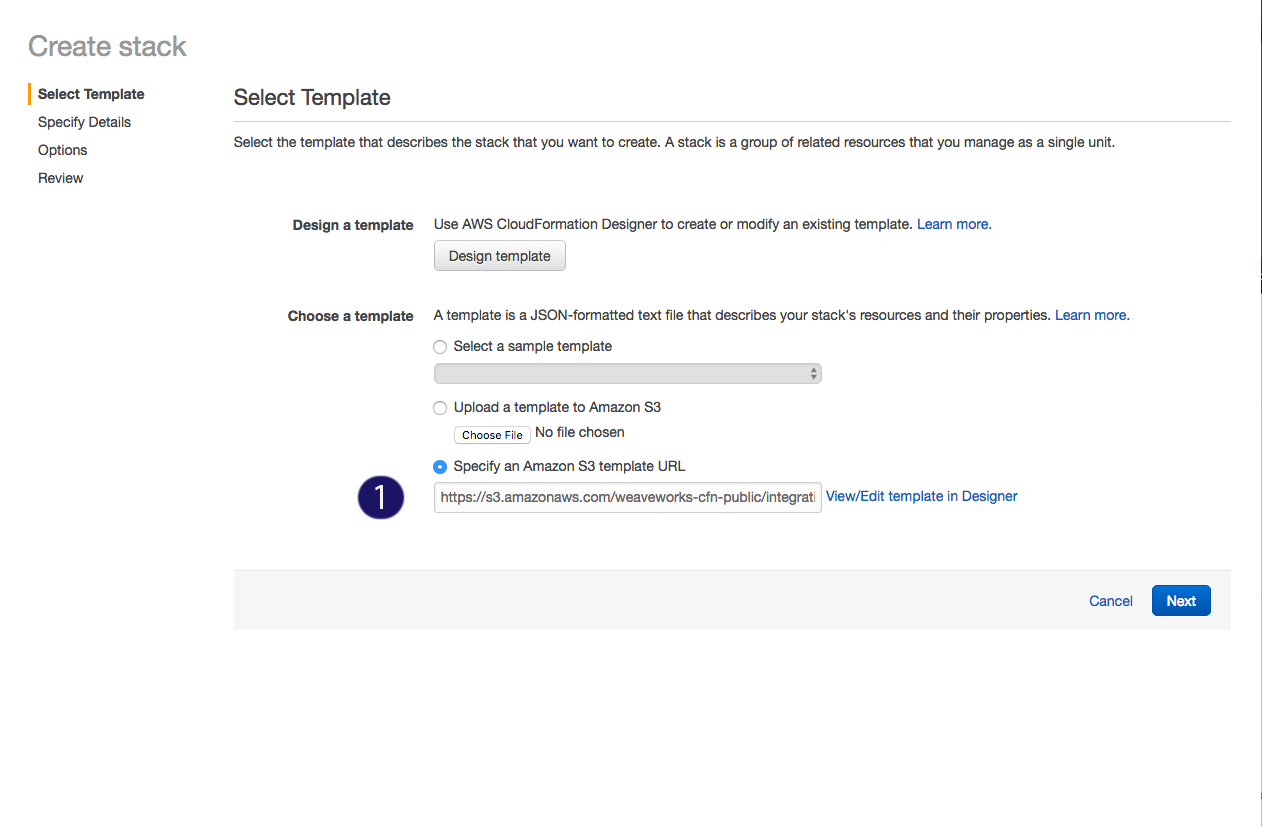 Create stack
Select Template
Specify Details
Options
Review
Select Template
Select the template that describes the stack that you want to create. A stack is a group of related resources that you manage as a single unit.
Design a template
Use AWS CloudFormation Designer to create or modify an existing template. Learn more.
Design template
Choose a template
A template is a JSON-formatted text file that describes your stack's resources and their properties. Learn more.
Select a sample template
Upload a template to Amazon S3
Choose File No file chosen
Specify an Amazon S3 template URL
1
https://s3.amazonaws.com/weaveworks-cfn-public/integrati View/Edit template in Designer
Cancel Next